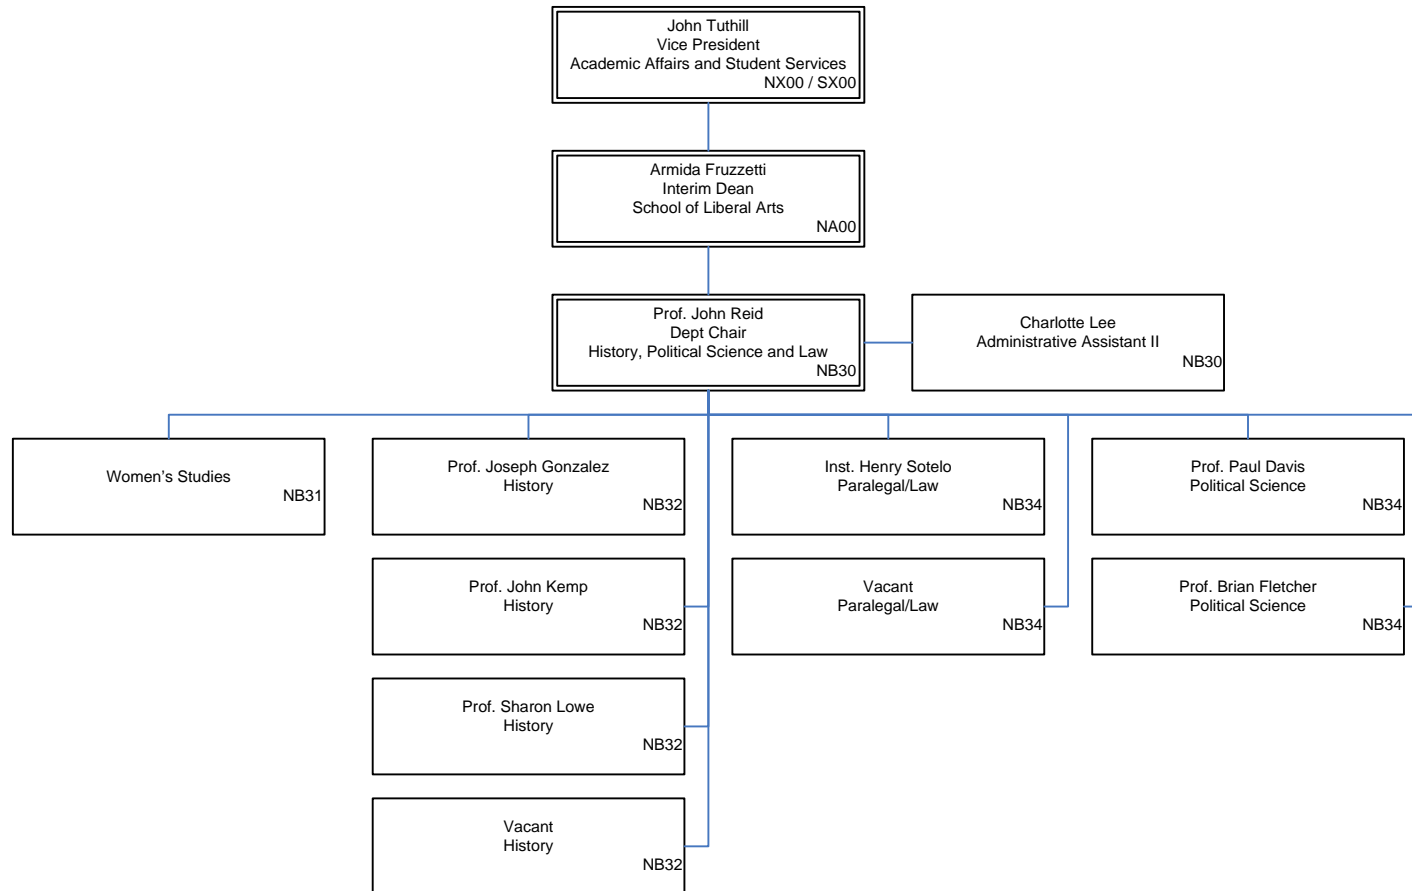 John Tuthill
Vice President
Academic Affairs and Student Services
NX00 / SX00
Armida Fruzzetti
Interim Dean
School of Liberal Arts
NA00
Prof. John Reid
Dept Chair
History, Political Science and Law
NB30
Charlotte Lee
Administrative Assistant II
NB30
Women’s Studies
NB31
Prof. Joseph Gonzalez
History
NB32
Inst. Henry Sotelo
Paralegal/Law
NB34
Prof. Paul Davis
Political Science
NB34
Prof. John Kemp
History
NB32
Vacant
Paralegal/Law
NB34
Prof. Brian Fletcher
Political Science
NB34
Prof. Sharon Lowe
History
NB32
Vacant
History
NB32